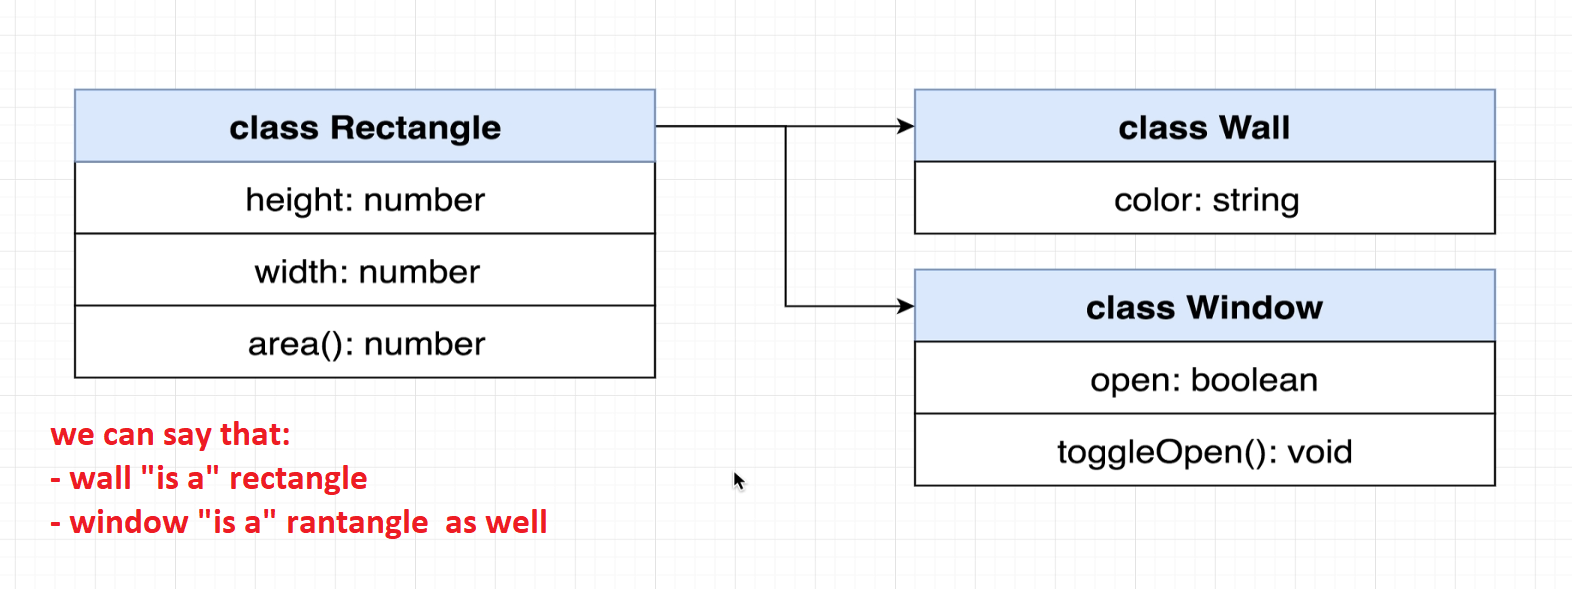 class Rectangle
height: number
width: number
area(): number
class Wall
color: string
class Window
open: boolean
toggleOpen(): void
we can say that:
- wall "is a" rectangle
- window "is a" rantangle  as well